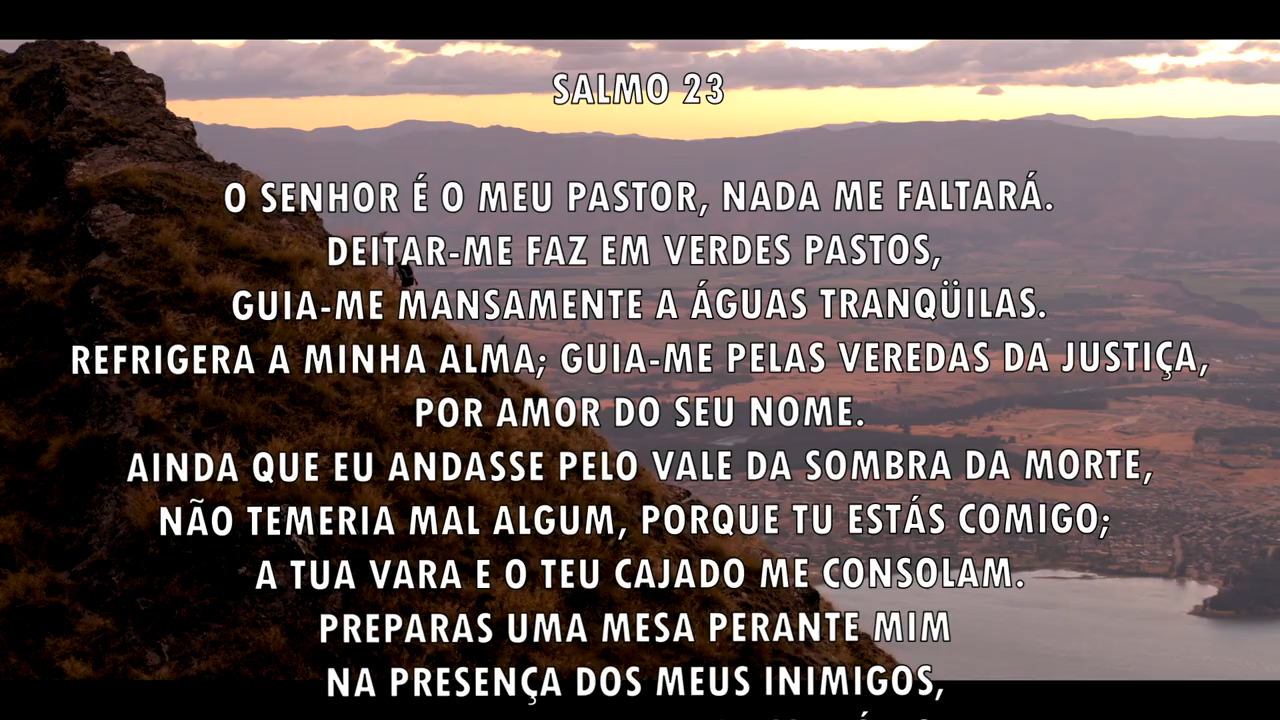 SALMO 23
O SENHOR É O MEU PASTOR, NADA ME FALTARÁ.
DEITAR-ME FAZ EM VERDES PASTOS,
GUIA-ME MANSAMENTE A ÁGUAS TRANQÜILAS.
REFRIGERA A MINHA ALMA; GUIA-ME PELAS VEREDAS DA JUSTIÇA,
POR AMOR DO SEU NOME.
AINDA QUE EU ANDASSE PELO VALE DA SOMBRA DA MORTE,
NÃO TEMERIA MAL ALGUM, PORQUE TU ESTÁS COMIGO;
A TUA VARA E O TEU CAJADO ME CONSOLAM.
PREPARAS UMA MESA PERANTE MIM
NA PRESENÇA DOS MEUS INIMIGOS,